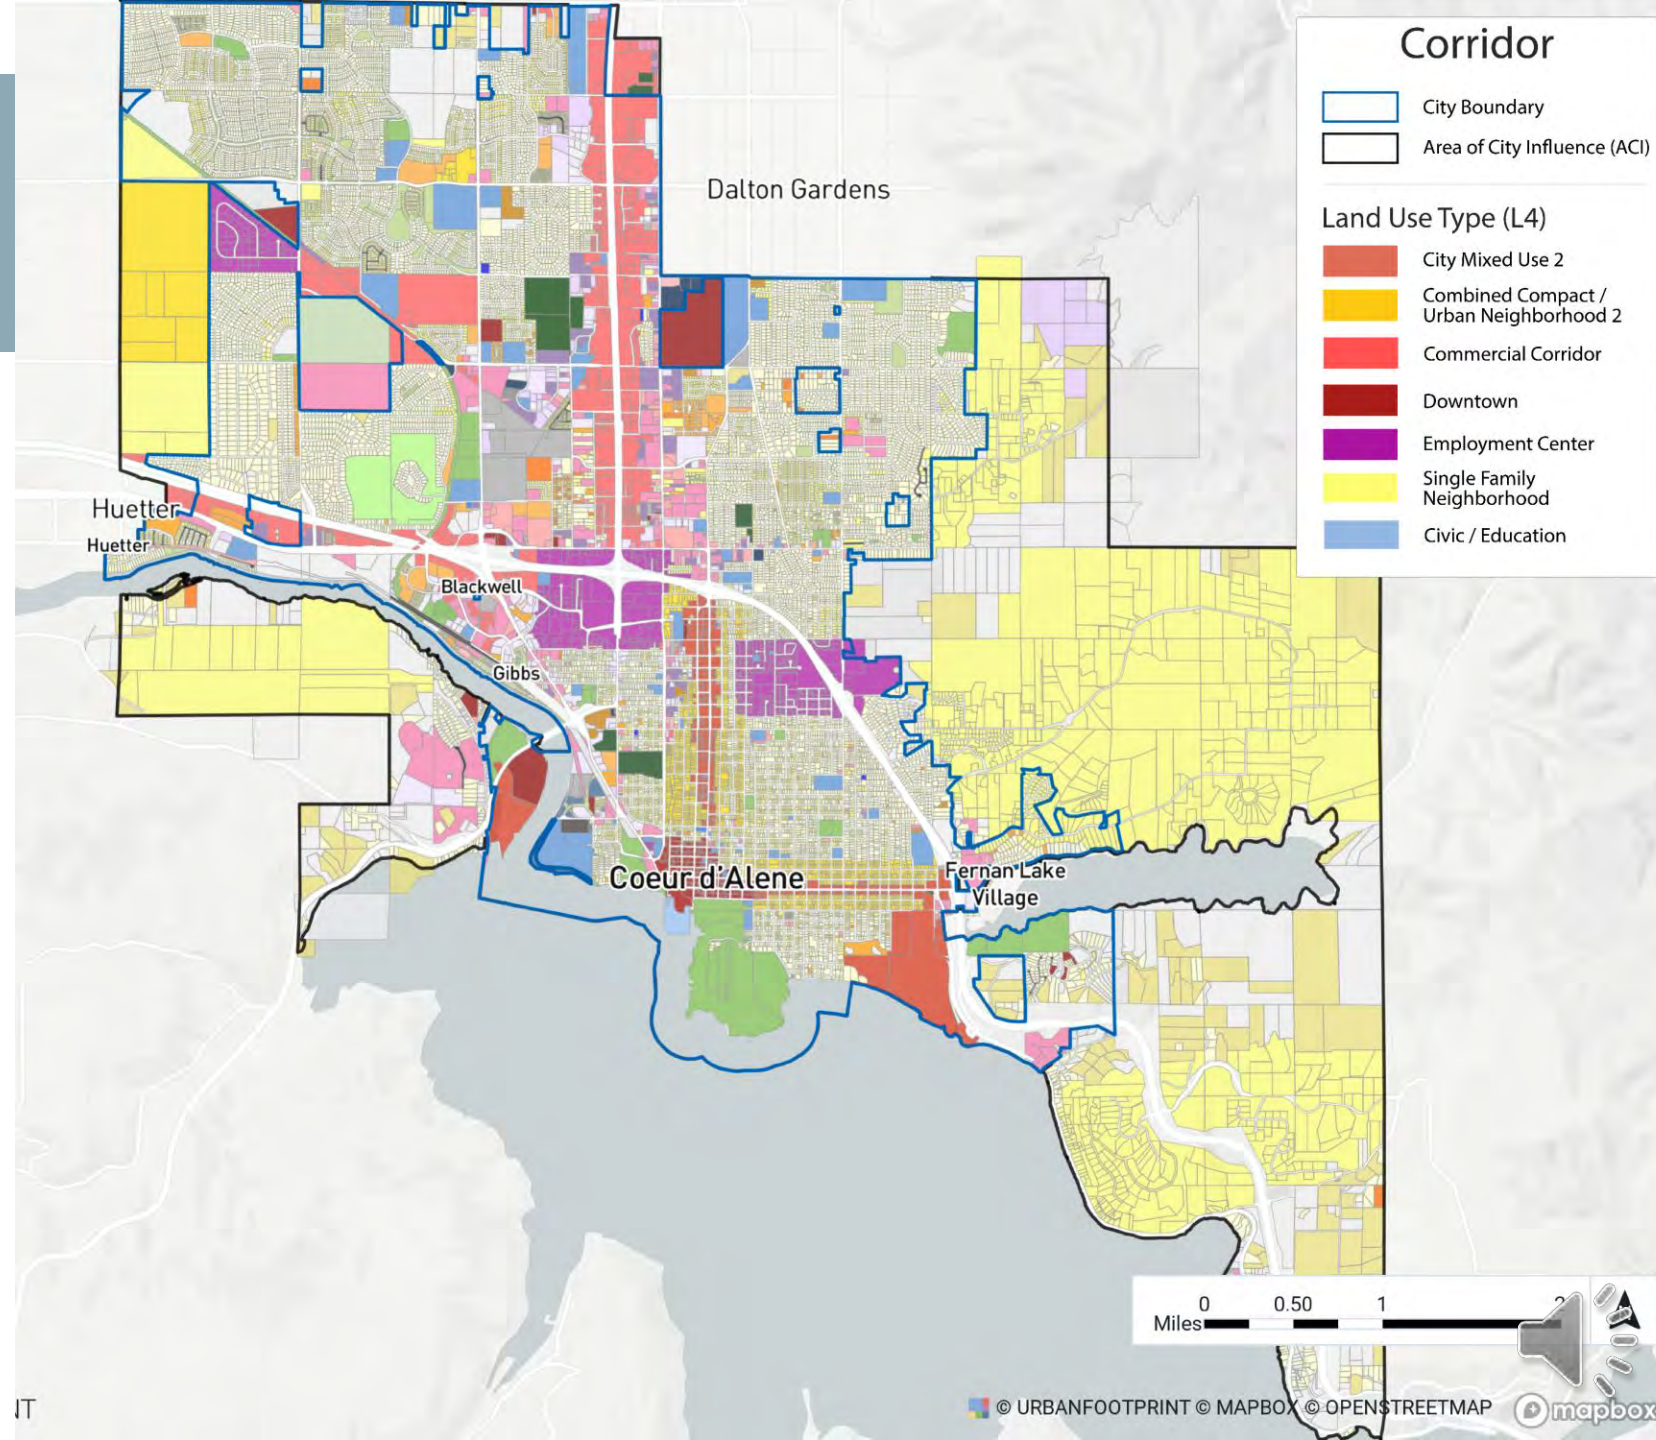 Corridor
City Boundary
Area of City Influence (ACI)
Land Use Type (L4)
City Mixed Use 2
Combined Compact /
Urban Neighborhood 2
Commercial Corridor
Downtown
Employment Center
Single Family
Neighborhood
Civic / Education
Dalton Gardens
Huetter
Huetter
Blackwell
Gibbs
Coeur d'Alene
Fernan Lake
Village
0 0.50 1
Miles
© URBANFOOTPRINT © MAPBOX © OPENSTREETMAP
mapbox